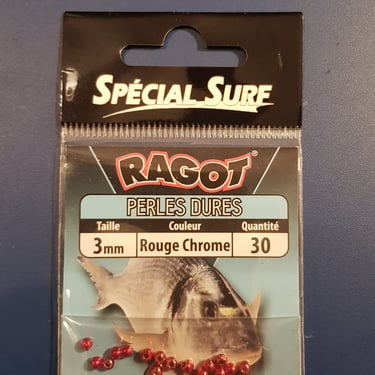 SPÉCIAL SURF
RAGOT®
PERLES DURES
Taille Couleur Quantité
3mm Rouge Chrome 30